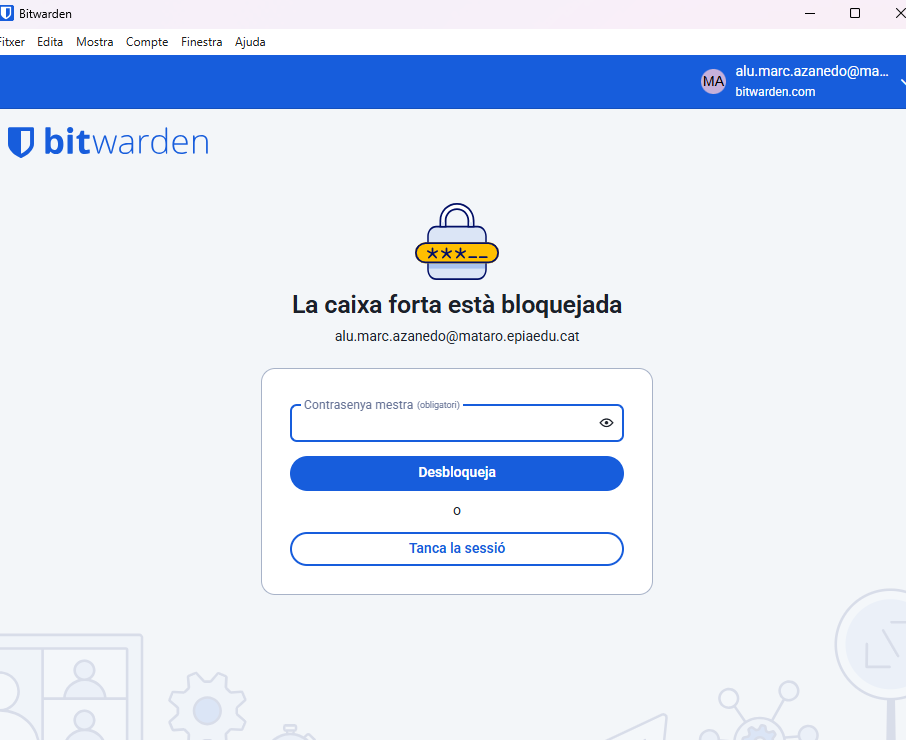 Bitwarden
Fitxer Edita Mostra Compte Finestra Ajuda
MA
alu.marc.azanedo@ma...
bitwarden.com
bitwarden
***__
La caixa forta està bloquejada
alu.marc.azanedo@mataro.epiaedu.cat
Contrasenya mestra (obligatori)
Desbloqueja
o
Tanca la sessió